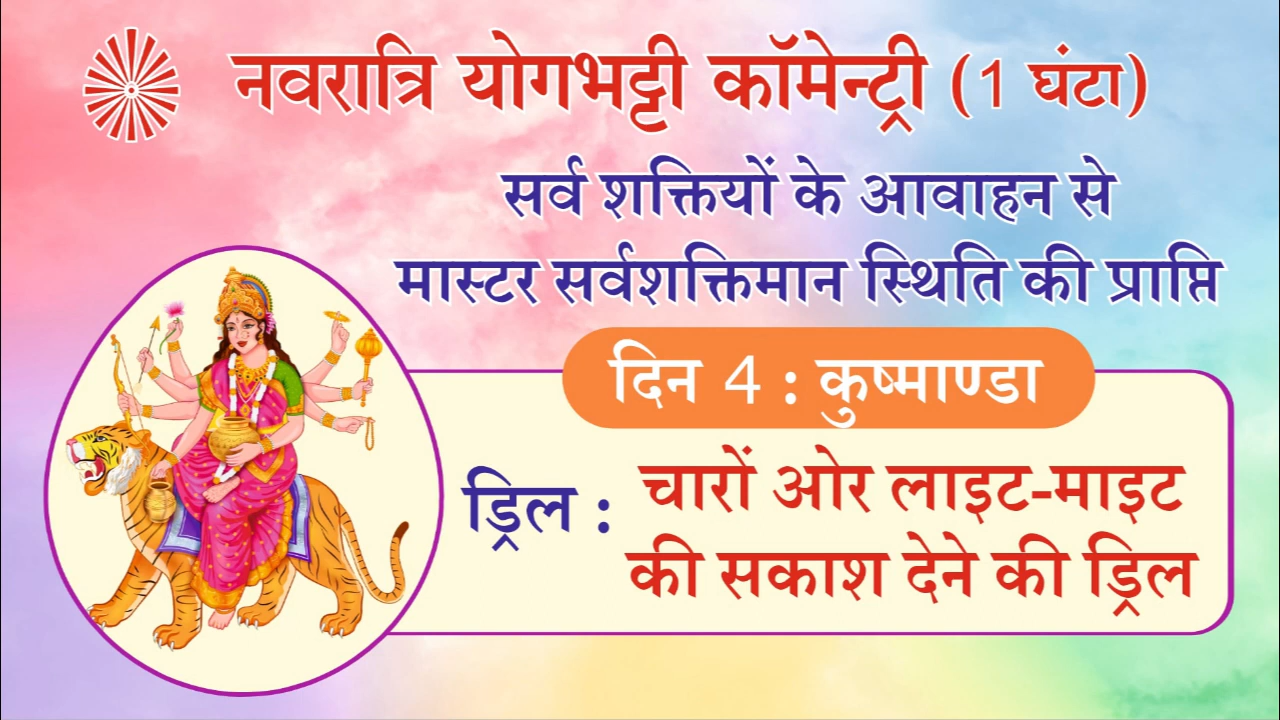 नवरात्रि योगभट्टी कॉमेन्ट्री (1 घंटा)
सर्व शक्तियों के आवाहन से
मास्टर सर्वशक्तिमान स्थिति की प्राप्ति
दिन 4 : कुष्माण्डा
ड्रिल : चारों ओर लाइट-माइट
की सकाश देने की ड्रिल